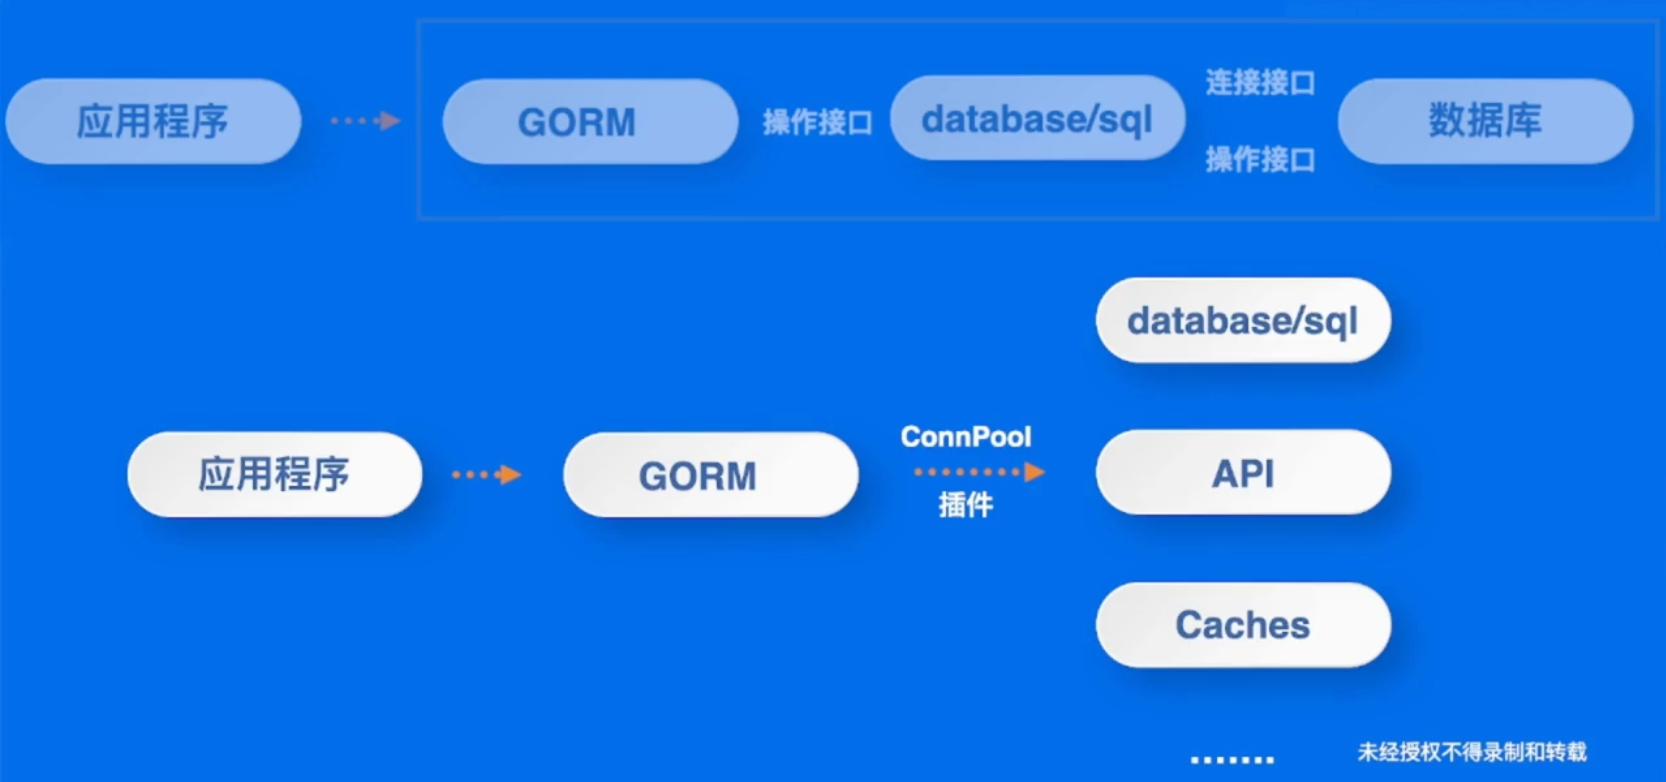 应用程序
GORM
操作接口
database/sql
连接接口
操作接口
数据库
database/sql
应用程序
GORM
ConnPool
插件
API
Caches
.......
未经授权不得录制和转载